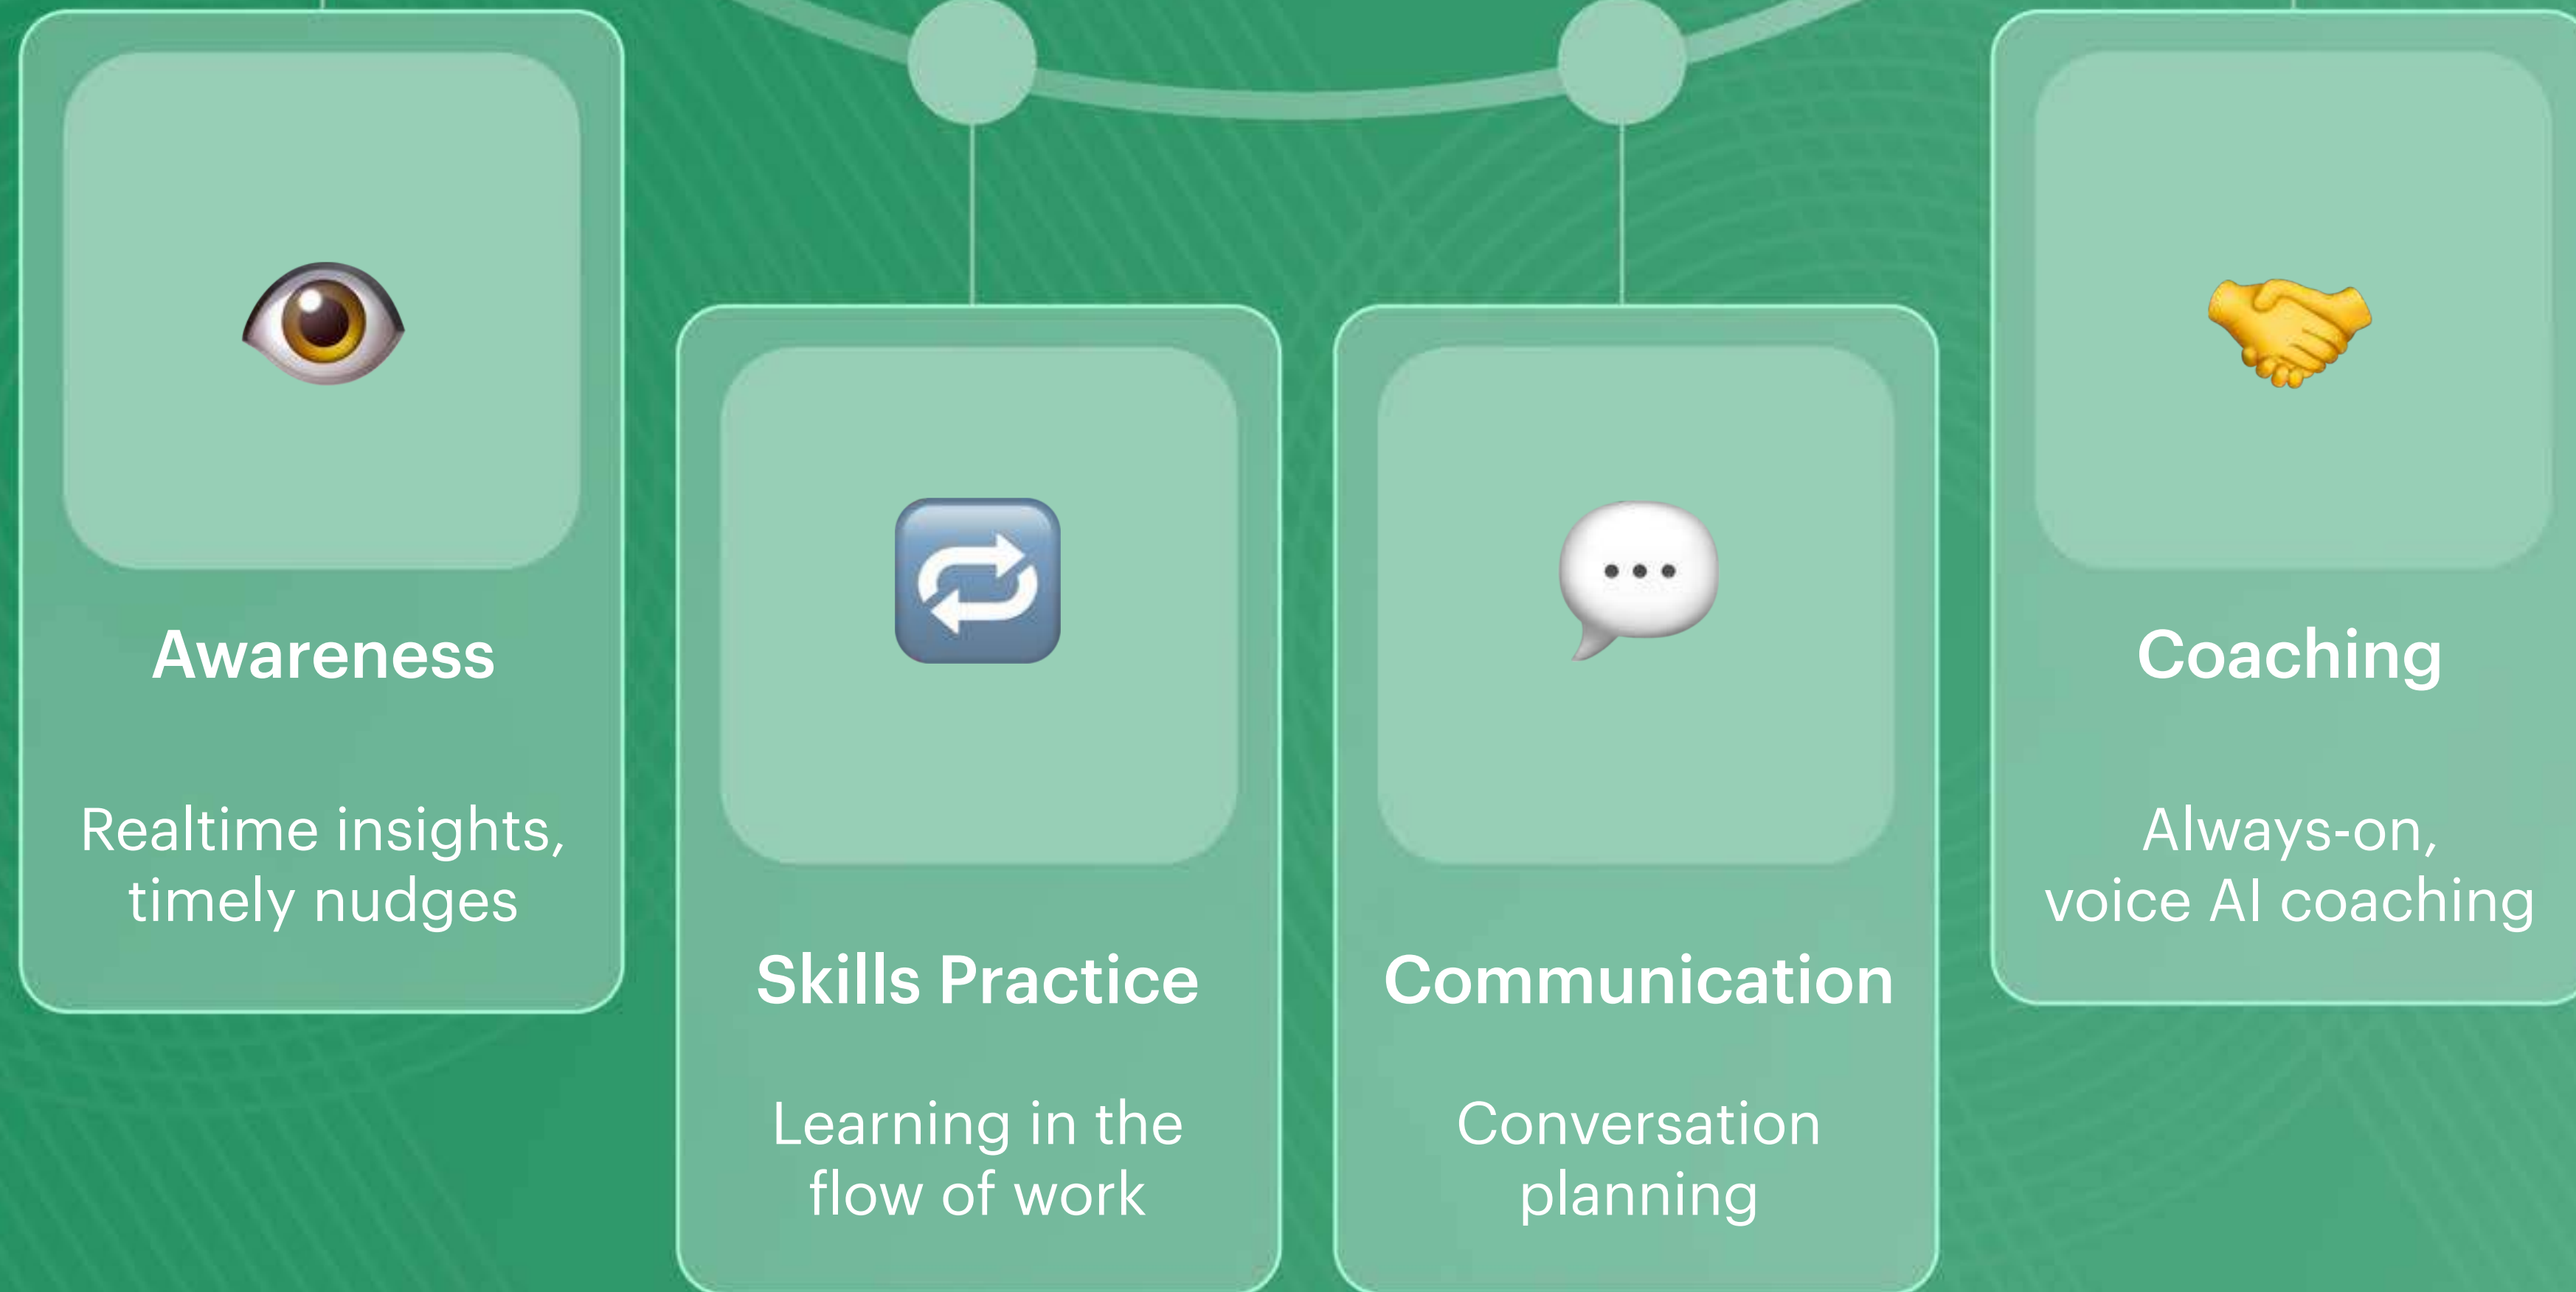 Awareness
Realtime insights,
timely nudges
Skills Practice
Learning in the
flow of work
Communication
Conversation
planning
Coaching
Always-on,
voice AI coaching